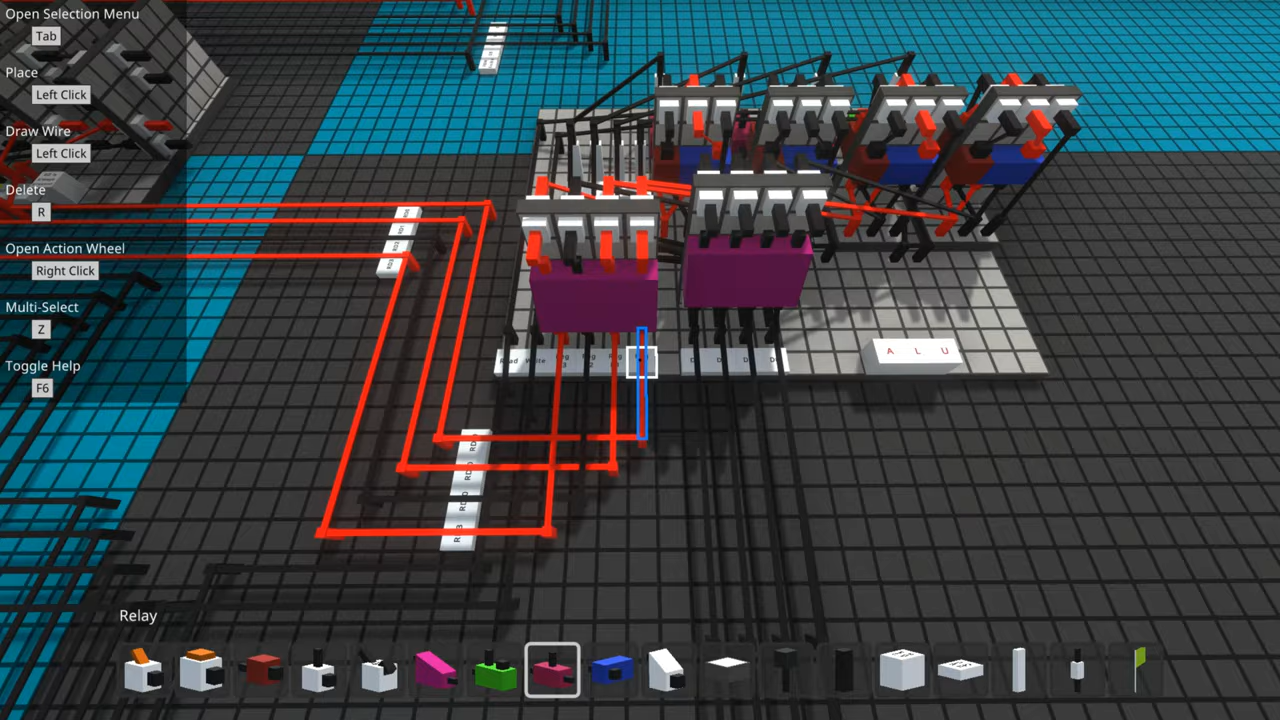 Open Selection Menu
Tab
Place
Left Click
Draw Wire
Left Click
Delete
R
Open Action Wheel
Right Click
Multi-Select
Z
Toggle Help
F6
A L U
Relay